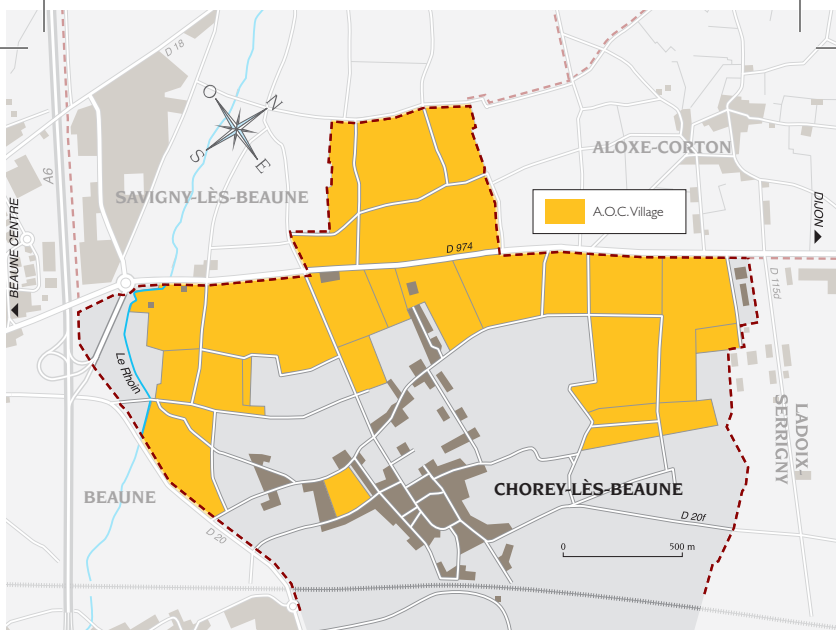 D 18
O
N
S
E
A6
ALOXE-CORTON
SAVIGNY-LÈS-BEAUNE
A.O.C. Village
BEAUNE CENTRE
DIJON
D 974
D 115d
Le Rhoin
LADOIX-
SERRIGNY
BEAUNE
CHOREY-LÈS-BEAUNE
D 20f
D 20
0
500 m